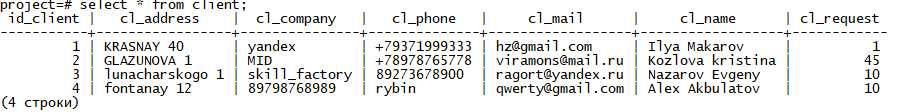 project=# select * from client;
id_client | cl_address | cl_company | cl_phone | cl_mail | cl_name | cl_request
-----------+----------------+---------------+--------------+------------------+------------------+------------
1 | KRASNAY 40 | yandex | +79371999333 | hz@gmail.com | Ilya Makarov | 1
2 | GLAZUNOVA 1 | MID | +78978765778 | viramons@mail.ru | Kozlova kristina | 45
3 | lunacharskogo 1 | skill_factory | 89273678900 | ragort@yandex.ru | Nazarov Evgeny | 10
4 | fontanay 12 | 89798768989 | rybin | qwerty@gmail.com | Alex Akbulatov | 10
(4 строки)